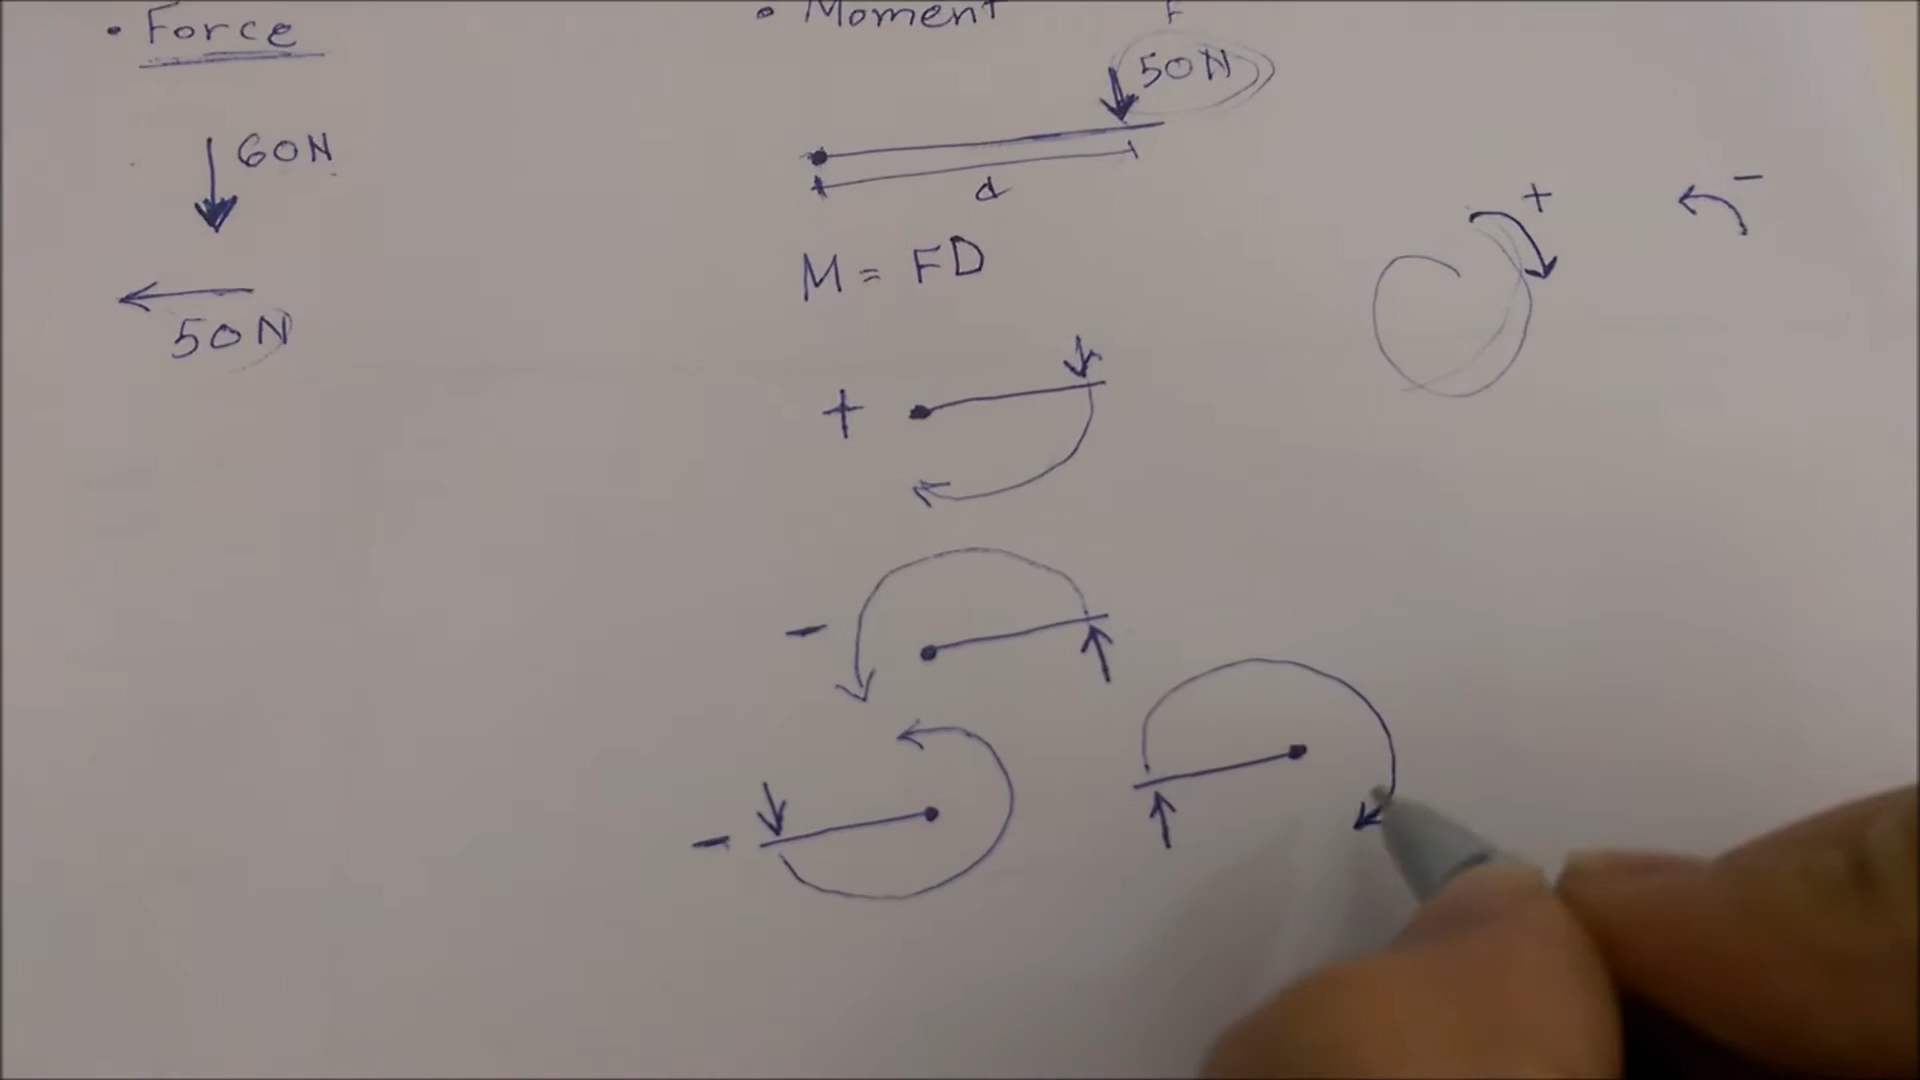 • Force
60N
50N
• Moment
F
50N
d
M = FD
+
-
-
+
-